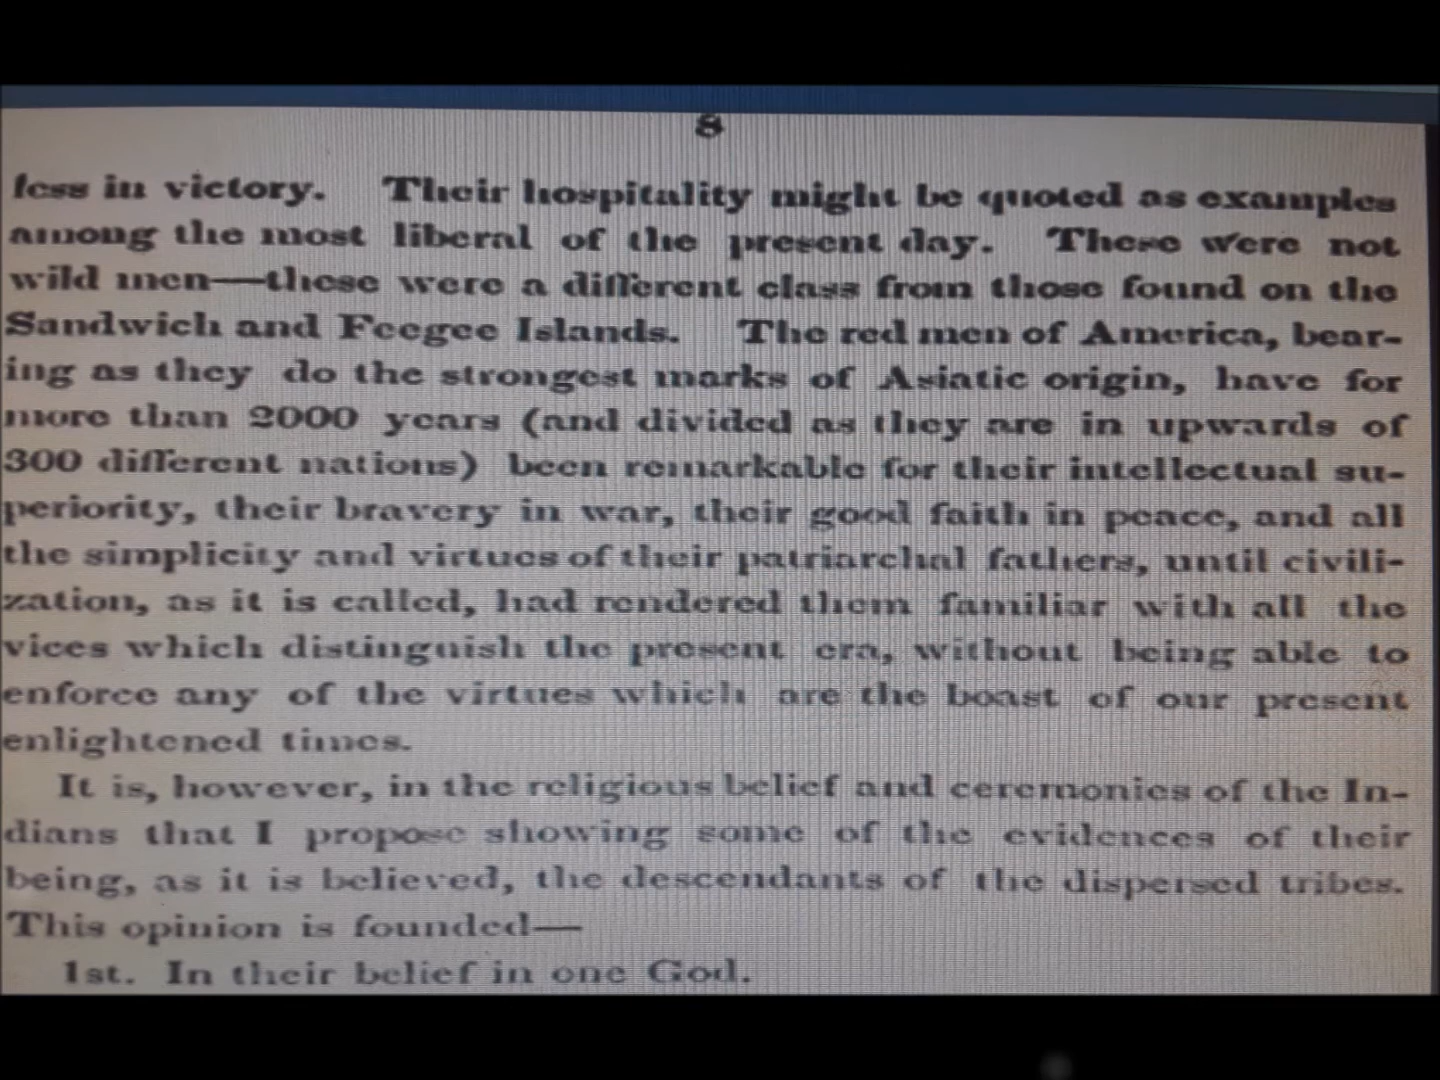 8
less in victory. Their hospitality might be quoted as examples
among the most liberal of the present day. These were not
wild men—these were a different class from those found on the
Sandwich and Feegee Islands. The red men of America, bear-
ing as they do the strongest marks of Asiatic origin, have for
more than 2000 years (and divided as they are in upwards of
300 different nations) been remarkable for their intellectual su-
periority, their bravery in war, their good faith in peace, and all
the simplicity and virtues of their patriarchal fathers, until civili-
zation, as it is called, had rendered them familiar with all the
vices which distinguish the present era, without being able to
enforce any of the virtues which are the boast of our present
enlightened times.
It is, however, in the religious belief and ceremonies of the In-
dians that I propose showing some of the evidences of their
being, as it is believed, the descendants of the dispersed tribes.
This opinion is founded—
1st. In their belief in one God.